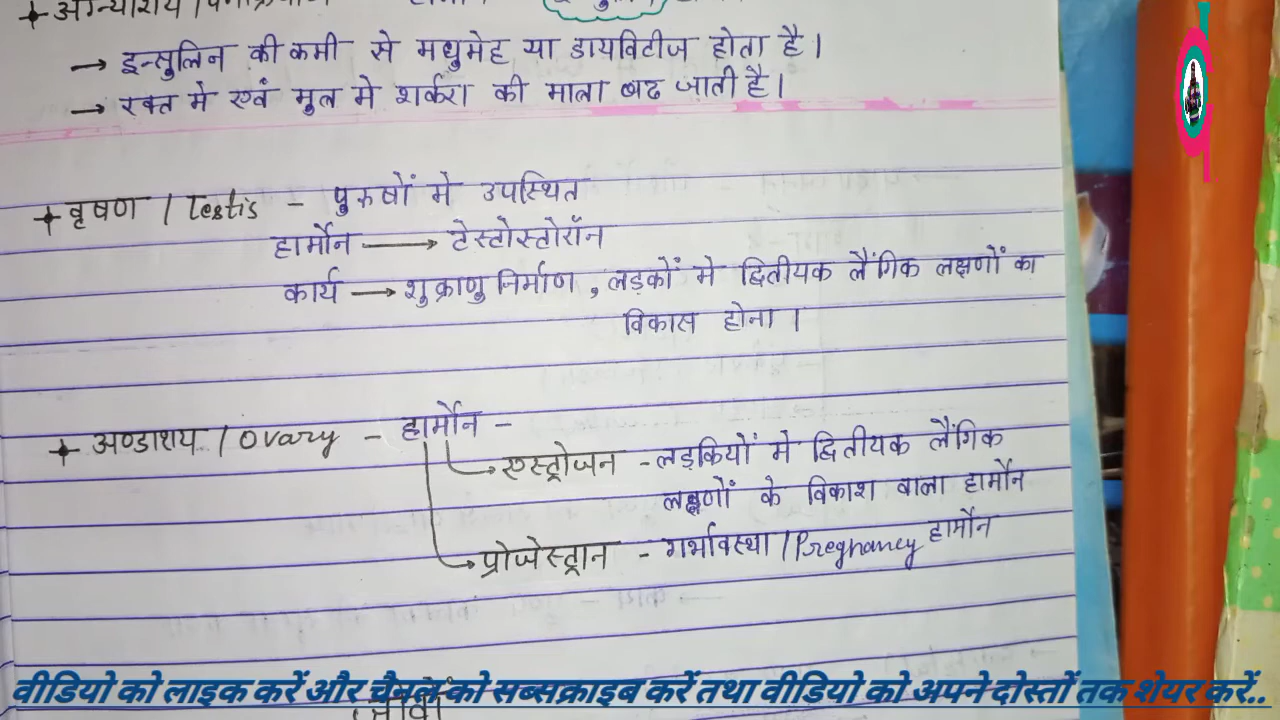 → इन्सुलिन की कमी से मधुमेह या डायविटीज होता है।
→ रक्त मे एवं मुत्र मे शर्करा की मात्रा बढ जाती है।
+ वृषण / Testis - पुरुषों मे उपस्थित
हार्मोन → टेस्टोस्टोरॉन
कार्य → शुक्राणु निर्माण , लड़कों मे द्वितीयक लैंगिक लक्षणों का
विकास होना ।
+ अण्डाशय / Ovary - हार्मोन -
एस्ट्रोजन - लड़कियों मे द्वितीयक लैंगिक
लक्षणों के विकाश वाला हार्मोन
प्रोजेस्ट्रान - गर्भावस्था / Pregnancy हार्मोन
वीडियो को लाइक करें और चैनल को सब्सक्राइब करें तथा वीडियो को अपने दोस्तों तक शेयर करें..